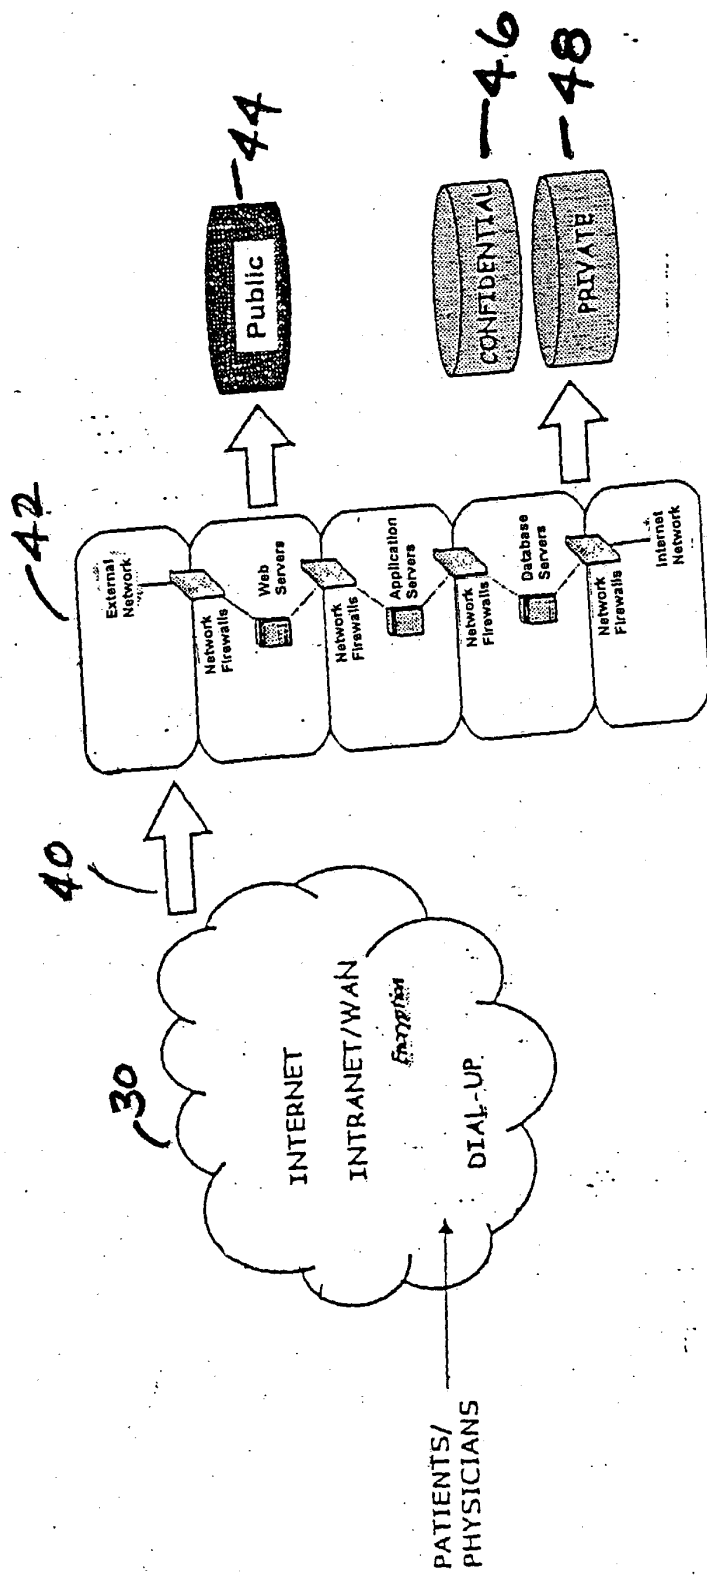 PATIENTS/
PHYSICIANS
30
INTERNET
INTRANET/WAN
Encryption
DIAL-UP
40
42
External
Network
Network
Firewalls
Web
Servers
Network
Firewalls
Application
Servers
Network
Firewalls
Database
Servers
Network
Firewalls
Internet
Network
Public
44
CONFIDENTIAL
46
PRIVATE
48